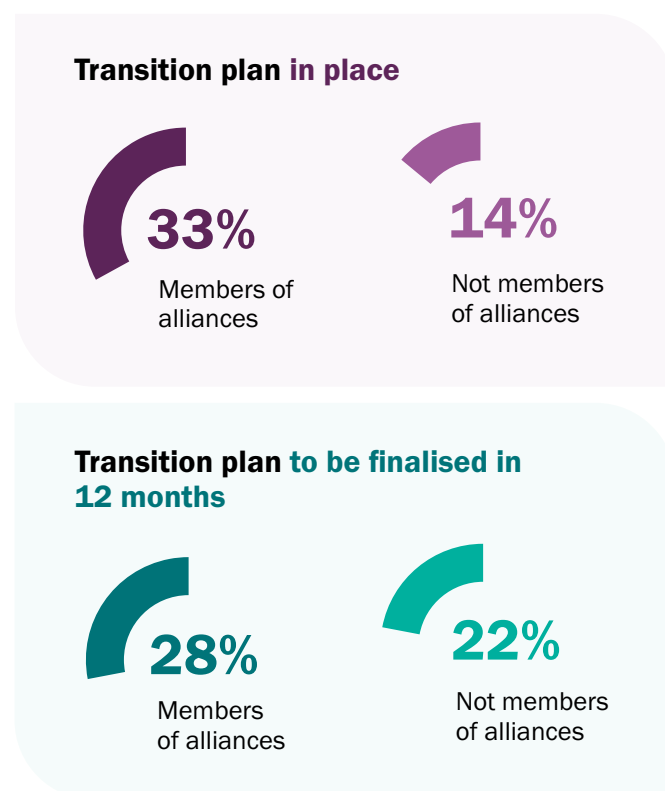 Transition plan in place
33%
Members of
alliances
14%
Not members
of alliances
Transition plan to be finalised in
12 months
28%
Members
of alliances
22%
Not members
of alliances